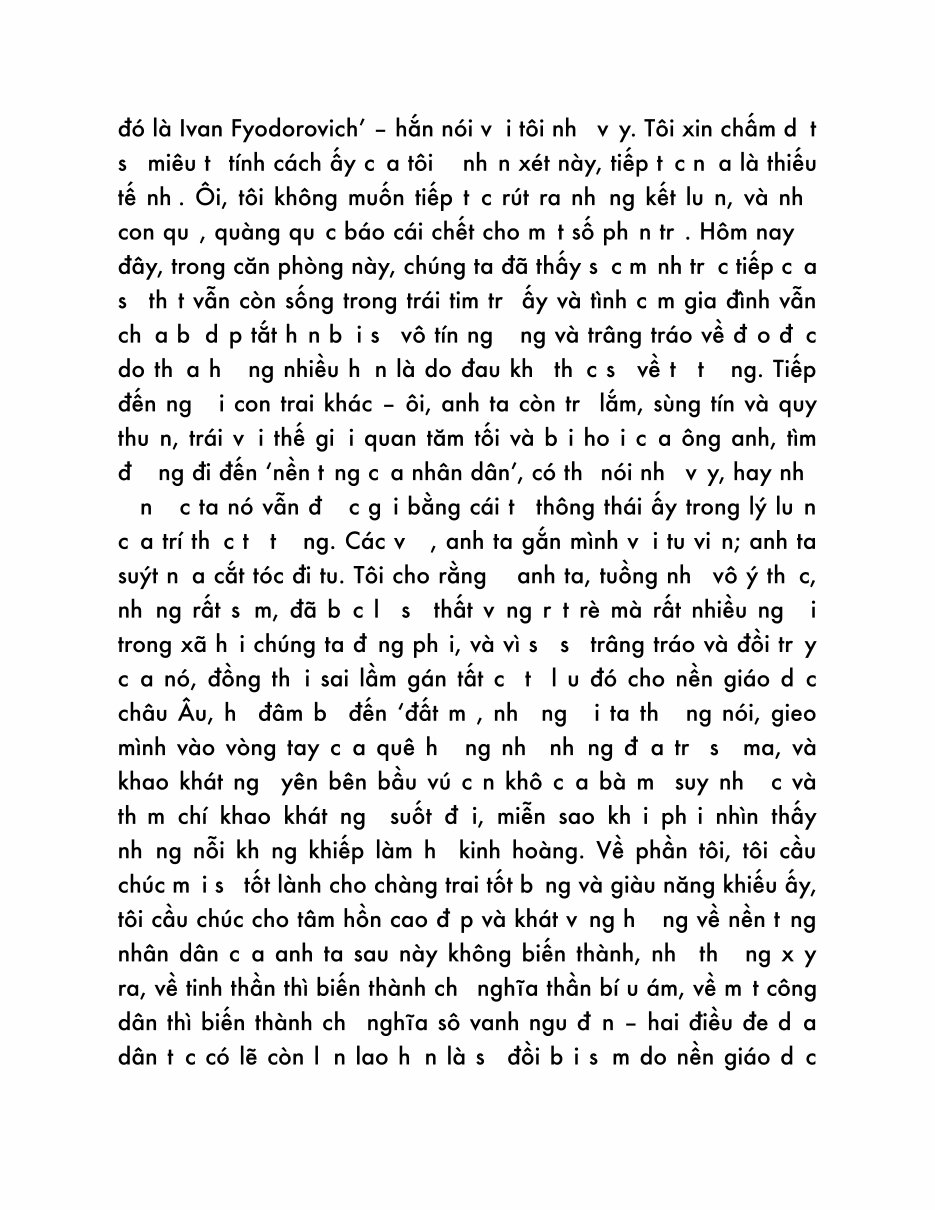 đó là Ivan Fyodorovich’ – hắn nói v i tôi nh v y. Tôi xin chấm d t
s miêu t tính cách ấy c a tôi nh n xét này, tiếp t c n a là thiếu
tế nh . Ôi, tôi không muốn tiếp t c rút ra nh ng kết lu n, và nh
con qu , quàng qu c báo cái chết cho m t số ph n tr . Hôm nay
đây, trong căn phòng này, chúng ta đã thấy s c m nh tr c tiếp c a
s th t vẫn còn sống trong trái tim tr ấy và tình c m gia đình vẫn
ch a b d p tắt h n b i s vô tín ng ng và trâng tráo về đ o đ c
do th a h ng nhiều h n là do đau kh th c s về t t ng. Tiếp
đến ng i con trai khác – ôi, anh ta còn tr lắm, sùng tín và quy
thu n, trái v i thế gi i quan tăm tối và b i ho i c a ông anh, tìm
đ ng đi đến ‘nền t ng c a nhân dân’, có th nói nh v y, hay nh
n c ta nó vẫn đ c g i bằng cái t thông thái ấy trong lý lu n
c a trí th c t t ng. Các v , anh ta gắn mình v i tu vi n; anh ta
suýt n a cắt tóc đi tu. Tôi cho rằng anh ta, tuồng nh vô ý th c,
nh ng rất s m, đã b c l s thất v ng r t rè mà rất nhiều ng i
trong xã h i chúng ta đ ng ph i, và vì s s trâng tráo và đồi tr y
c a nó, đồng th i sai lầm gán tất c t l u đó cho nền giáo d c
châu Âu, h đâm b đến ‘đất m , nh ng i ta th ng nói, gieo
mình vào vòng tay c a quê h ng nh nh ng đ a tr s ma, và
khao khát ng yên bên bầu vú c n khô c a bà m suy nh c và
th m chí khao khát ng suốt đ i, miễn sao kh i ph i nhìn thấy
nh ng nỗi kh ng khiếp làm h kinh hoàng. Về phần tôi, tôi cầu
chúc m i s tốt lành cho chàng trai tốt b ng và giàu năng khiếu ấy,
tôi cầu chúc cho tâm hồn cao đ p và khát v ng h ng về nền t ng
nhân dân c a anh ta sau này không biến thành, nh th ng x y
ra, về tinh thần thì biến thành ch nghĩa thần bí u ám, về m t công
dân thì biến thành ch nghĩa sô vanh ngu đ n – hai điều đe d a
dân t c có lẽ còn l n lao h n là s đồi b i s m do nền giáo d c